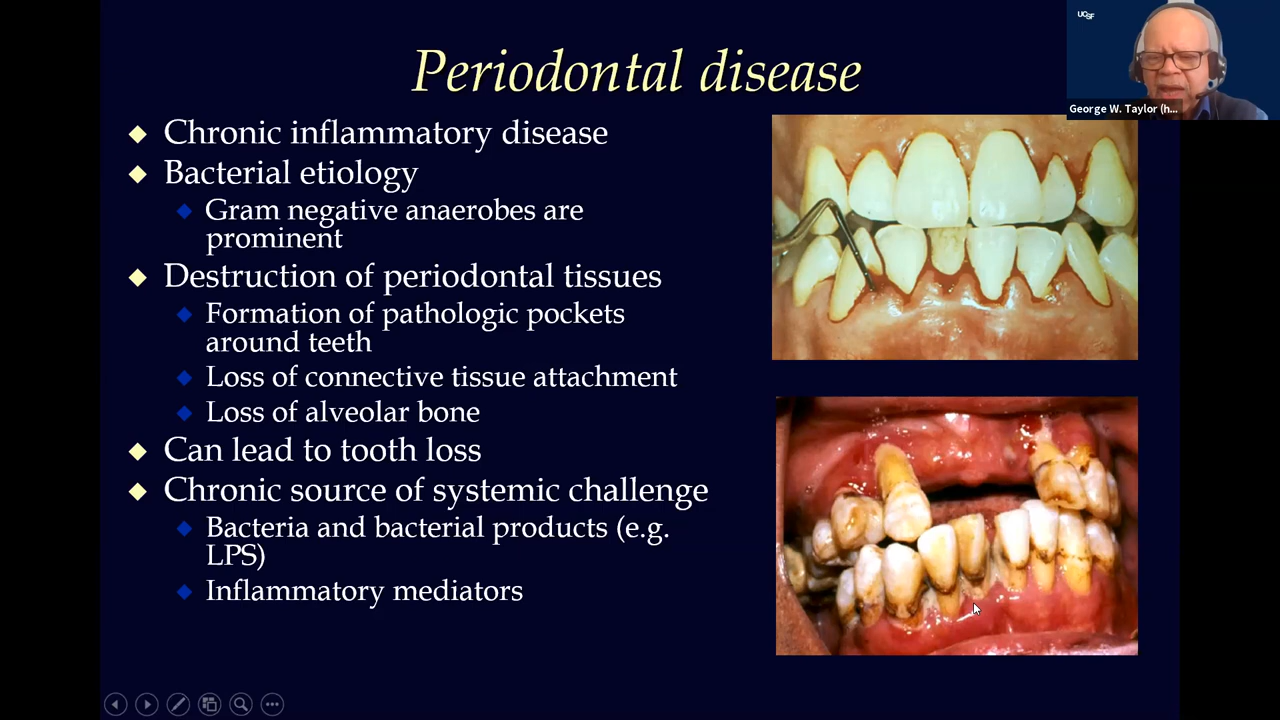 Periodontal disease
UCSF
George W. Taylor (h...
Chronic inflammatory disease
Bacterial etiology
Gram negative anaerobes are
prominent
Destruction of periodontal tissues
Formation of pathologic pockets
around teeth
Loss of connective tissue attachment
Loss of alveolar bone
Can lead to tooth loss
Chronic source of systemic challenge
Bacteria and bacterial products (e.g.
LPS)
Inflammatory mediators